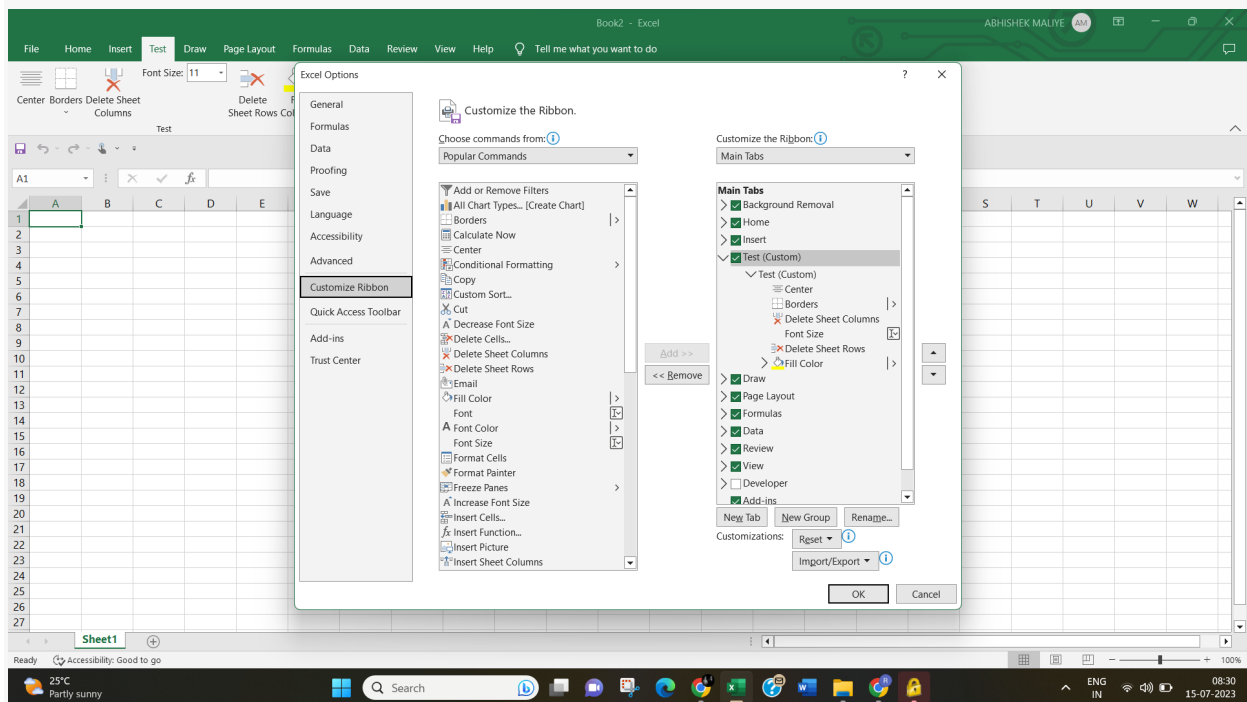 Book2 - Excel
ABHISHEK MALIYE AM
File Home Insert Test Draw Page Layout Formulas Data Review View Help Tell me what you want to do
Center Borders Delete Sheet Columns Font Size: 11 Delete Sheet Rows
Test
A1 fx
A B C D E S T U V W
1
2
3
4
5
6
7
8
9
10
11
12
13
14
15
16
17
18
19
20
21
22
23
24
25
26
27
Excel Options ? ×
General
Formulas
Data
Proofing
Save
Language
Accessibility
Advanced
Customize Ribbon
Quick Access Toolbar
Add-ins
Trust Center
Customize the Ribbon.
Choose commands from:
Popular Commands
Add or Remove Filters
All Chart Types... [Create Chart]
Borders
Calculate Now
Center
Conditional Formatting
Copy
Custom Sort...
Cut
Decrease Font Size
Delete Cells...
Delete Sheet Columns
Delete Sheet Rows
Email
Fill Color
Font
Font Color
Font Size
Format Cells
Format Painter
Freeze Panes
Increase Font Size
Insert Cells...
Insert Function...
Insert Picture
Insert Sheet Columns
Add >>
<< Remove
Customize the Ribbon:
Main Tabs
Main Tabs
Background Removal
Home
Insert
Test (Custom)
Test (Custom)
Center
Borders
Delete Sheet Columns
Font Size
Delete Sheet Rows
Fill Color
Draw
Page Layout
Formulas
Data
Review
View
Developer
Add-ins
New Tab New Group Rename...
Customizations: Reset
Import/Export
OK Cancel
Sheet1
Ready Accessibility: Good to go 100%
25°C
Partly sunny
Search
ENG
IN
08:30
15-07-2023